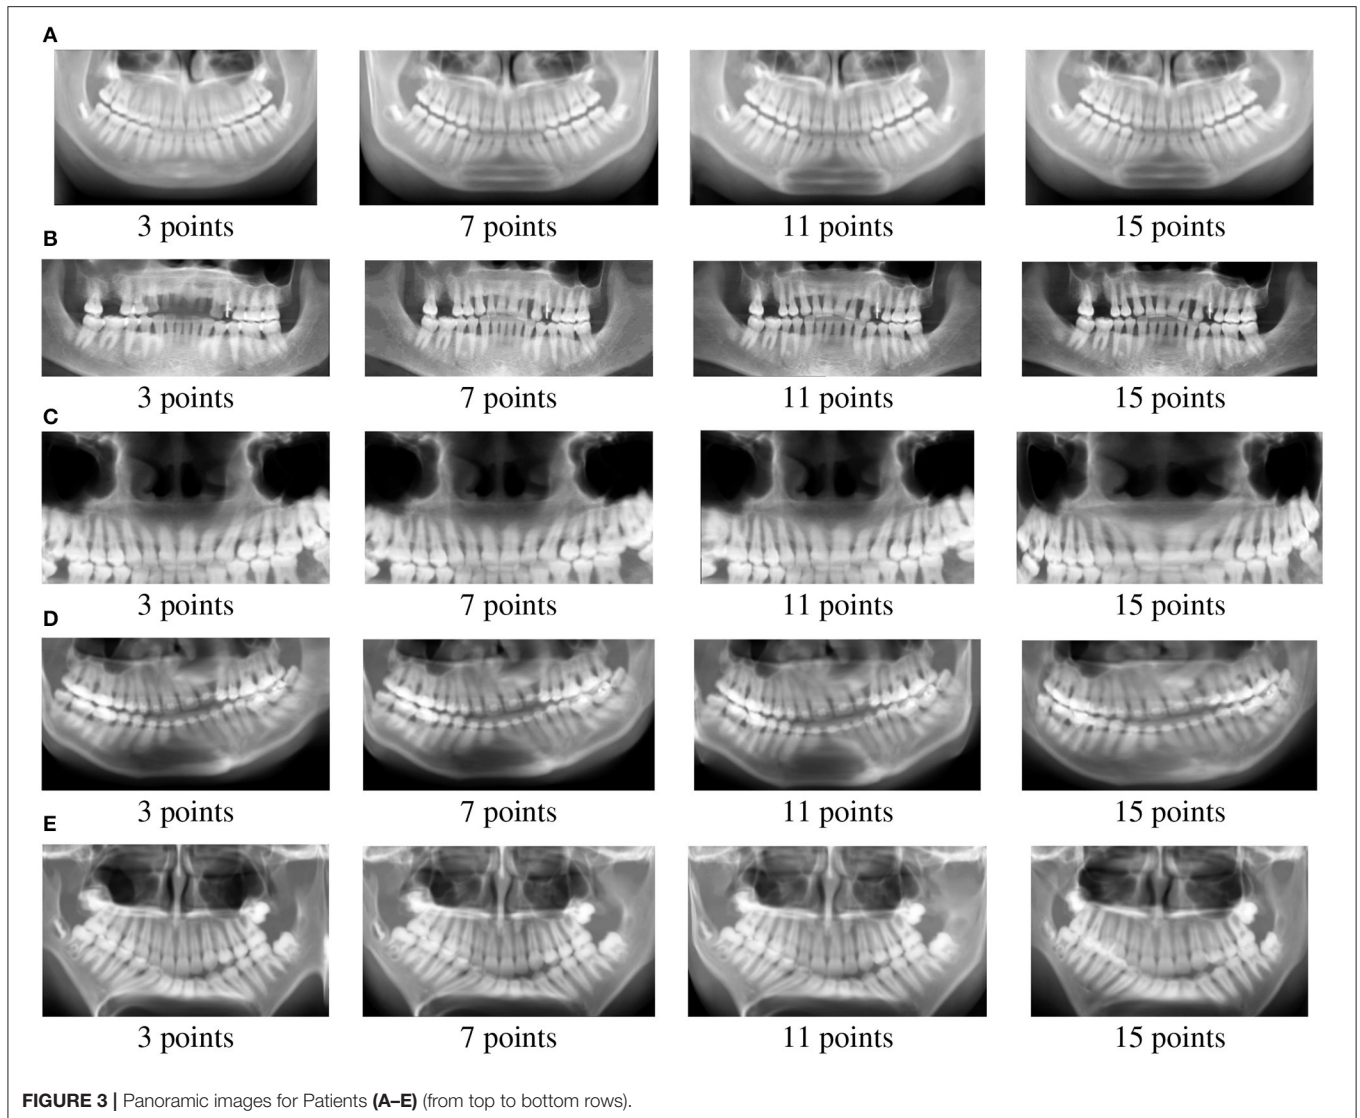 A
3 points 7 points 11 points 15 points
B
3 points 7 points 11 points 15 points
C
3 points 7 points 11 points 15 points
D
3 points 7 points 11 points 15 points
E
3 points 7 points 11 points 15 points
FIGURE 3 | Panoramic images for Patients (A–E) (from top to bottom rows).